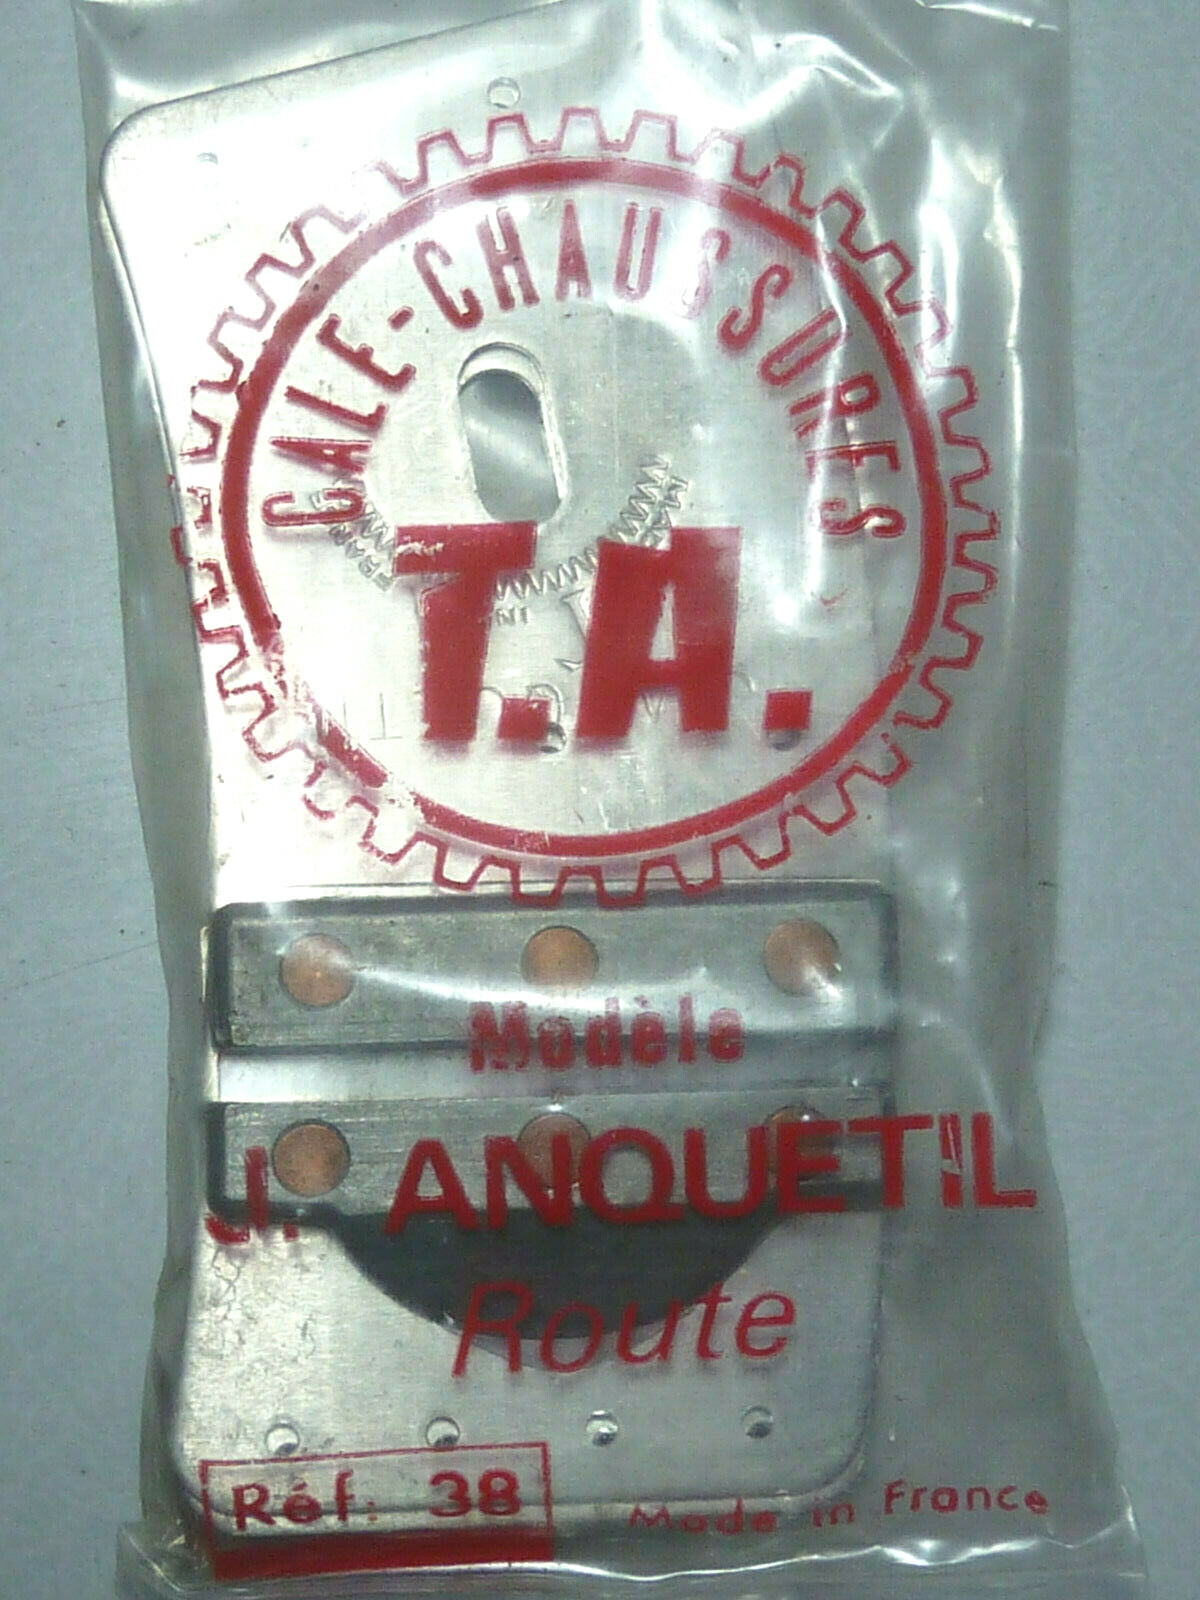 CALE-CHAUSSURES
T.A.
Modèle
J. ANQUETIL
Route
Réf. 38
Made in France